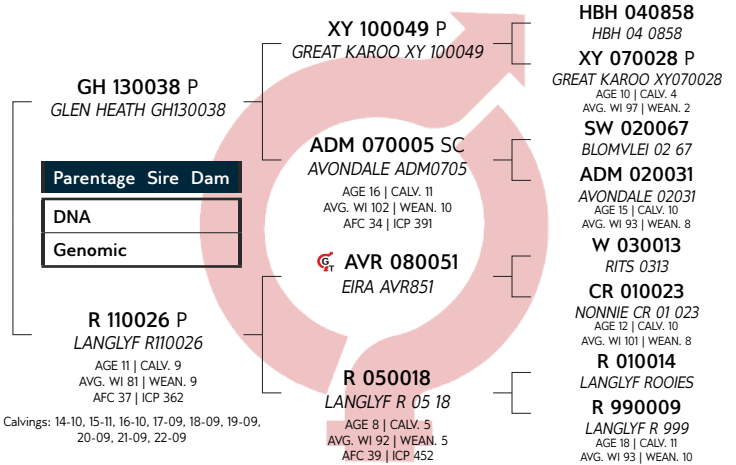 GH 130038 P
GLEN HEATH GH130038
Parentage Sire Dam
DNA
Genomic
R 110026 P
LANGLYF R110026
AGE 11 | CALV. 9
AVG. WI 81 | WEAN. 9
AFC 37 | ICP 362
Calvings: 14-10, 15-11, 16-10, 17-09, 18-09, 19-09,
20-09, 21-09, 22-09
XY 100049 P
GREAT KAROO XY 100049
ADM 070005 SC
AVONDALE ADM0705
AGE 16 | CALV. 11
AVG. WI 102 | WEAN. 10
AFC 34 | ICP 391
GT AVR 080051
EIRA AVR851
R 050018
LANGLYF R 05 18
AGE 8 | CALV. 5
AVG. WI 92 | WEAN. 5
AFC 39 | ICP 452
HBH 040858
HBH 04 0858
XY 070028 P
GREAT KAROO XY070028
AGE 10 | CALV. 4
AVG. WI 97 | WEAN. 2
SW 020067
BLOMVLEI 02 67
ADM 020031
AVONDALE 02031
AGE 15 | CALV. 10
AVG. WI 93 | WEAN. 8
W 030013
RITS 0313
CR 010023
NONNIE CR 01 023
AGE 12 | CALV. 10
AVG. WI 101 | WEAN. 8
R 010014
LANGLYF ROOIES
R 990009
LANGLYF R 999
AGE 18 | CALV. 11
AVG. WI 93 | WEAN. 10